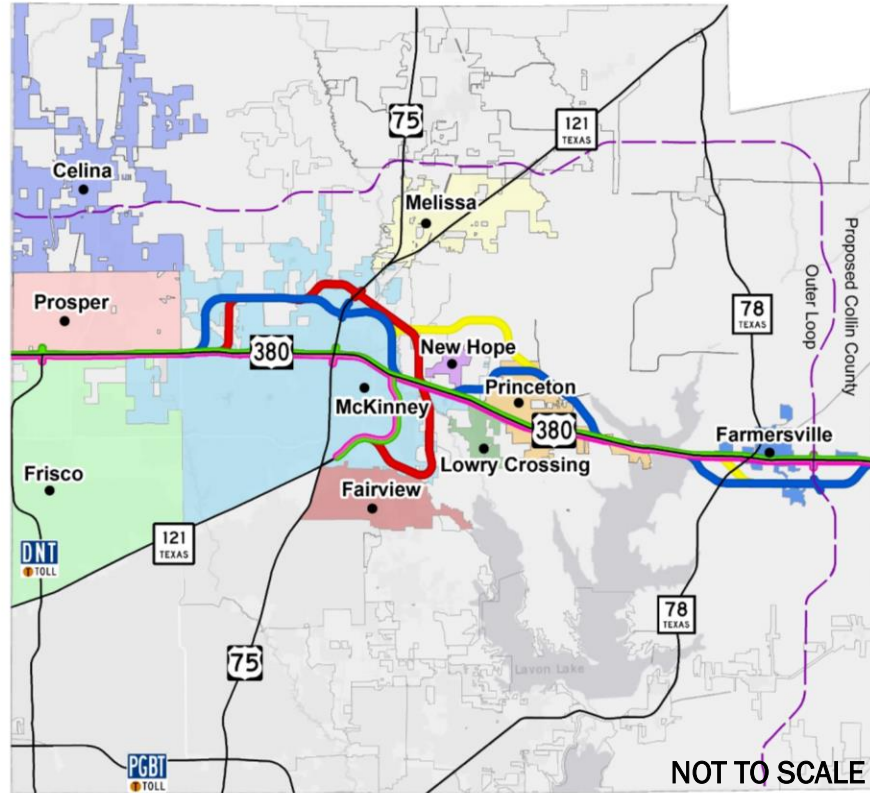 75
121
TEXAS
Celina
Melissa
Proposed Collin County
Outer Loop
Prosper
78
TEXAS
380
New Hope
Princeton
McKinney
380
Farmersville
Lowry Crossing
Frisco
Fairview
121
TEXAS
DNT
TOLL
78
TEXAS
75
Lavon Lake
PGBT
TOLL
NOT TO SCALE